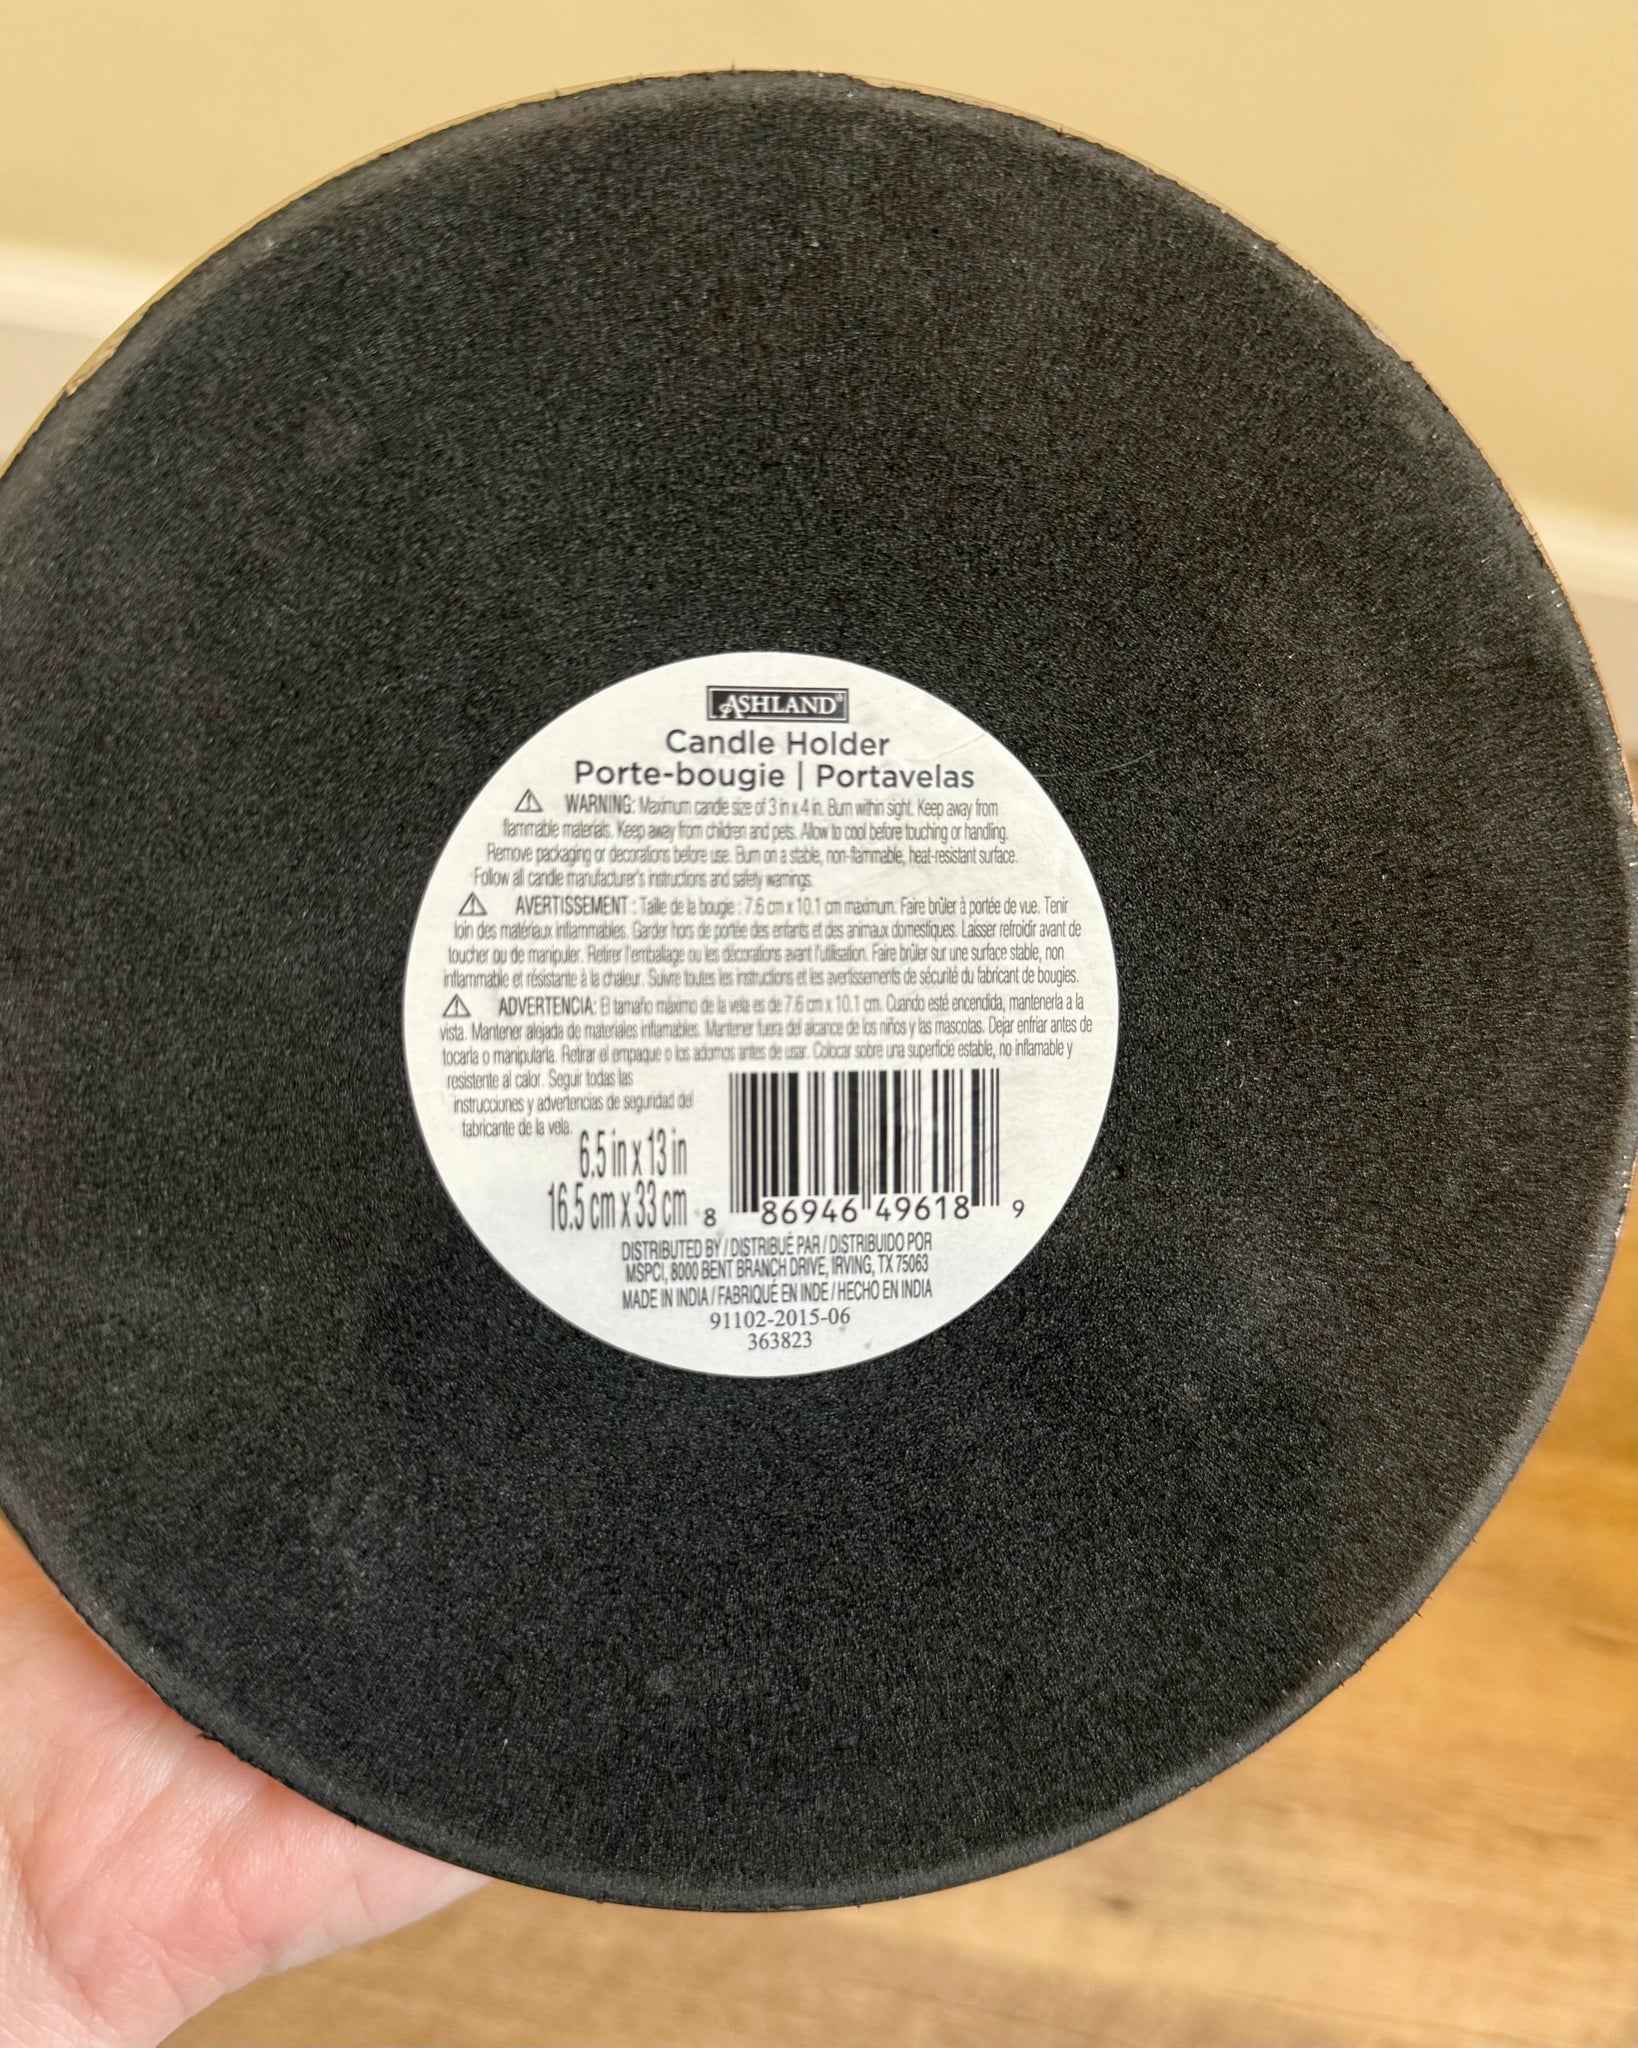 ASHLAND®
Candle Holder
Porte-bougie | Portavelas
⚠ WARNING: Maximum candle size of 3 in x 4 in. Burn within sight. Keep away from
flammable materials. Keep away from children and pets. Allow to cool before touching or handling.
Remove packaging or decorations before use. Burn on a stable, non-flammable, heat-resistant surface.
Follow all candle manufacturer's instructions and safety warnings.
⚠ AVERTISSEMENT : Taille de la bougie : 7.6 cm x 10.1 cm maximum. Faire brûler à portée de vue. Tenir
loin des matériaux inflammables. Garder hors de portée des enfants et des animaux domestiques. Laisser refroidir avant de
toucher ou de manipuler. Retirer l'emballage ou les décorations avant l'utilisation. Faire brûler sur une surface stable, non
inflammable et résistante à la chaleur. Suivre toutes les instructions et les avertissements de sécurité du fabricant de bougies.
⚠ ADVERTENCIA: El tamaño máximo de la vela es de 7.6 cm x 10.1 cm. Cuando esté encendida, mantenerla a la
vista. Mantener alejada de materiales inflamables. Mantener fuera del alcance de los niños y las mascotas. Dejar enfriar antes de
tocarla o manipularla. Retirar el empaque o los adornos antes de usar. Colocar sobre una superficie estable, no inflamable y
resistente al calor. Seguir todas las
instrucciones y advertencias de seguridad del
fabricante de la vela.
6.5 in x 13 in
16.5 cm x 33 cm
8 86946 49618 9
DISTRIBUTED BY / DISTRIBUÉ PAR / DISTRIBUIDO POR
MSPCI, 8000 BENT BRANCH DRIVE, IRVING, TX 75063
MADE IN INDIA / FABRIQUÉ EN INDE / HECHO EN INDIA
91102-2015-06
363823